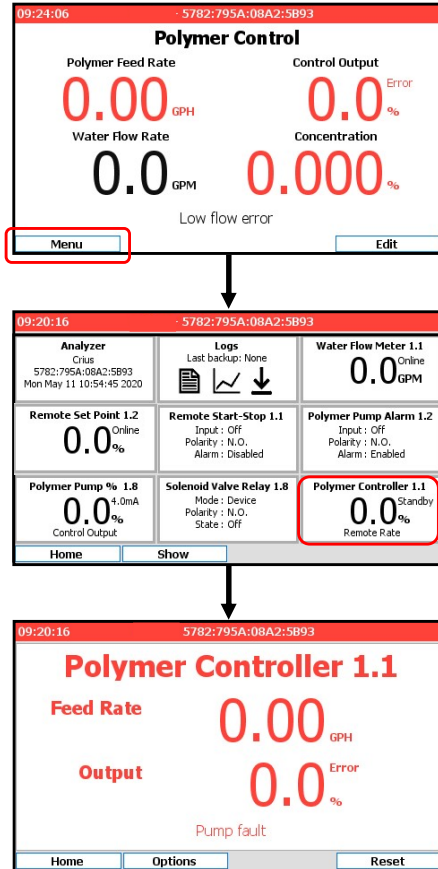 09:24:06 - 5782:795A:08A2:5B93
Polymer Control
Polymer Feed Rate Control Output
0.00 GPH 0.0 Error %
Water Flow Rate Concentration
0.0 GPM 0.000 %
Low flow error
Menu Edit
09:20:16 - 5782:795A:08A2:5B93
Analyzer
Crius
5782:795A:08A2:5B93
Mon May 11 10:54:45 2020
Logs
Last backup: None
Water Flow Meter 1.1
0.0 Online GPM
Remote Set Point 1.2
0.0 Online %
Remote Start-Stop 1.1
Input : Off
Polarity : N.O.
Alarm : Disabled
Polymer Pump Alarm 1.2
Input : Off
Polarity : N.O.
Alarm : Enabled
Polymer Pump % 1.8
0.0 4.0mA %
Control Output
Solenoid Valve Relay 1.8
Mode : Device
Polarity : N.O.
State : Off
Polymer Controller 1.1
0.0 Standby %
Remote Rate
Home Show
09:20:16 5782:795A:08A2:5B93
Polymer Controller 1.1
Feed Rate 0.00 GPH
Output 0.0 Error %
Pump fault
Home Options Reset